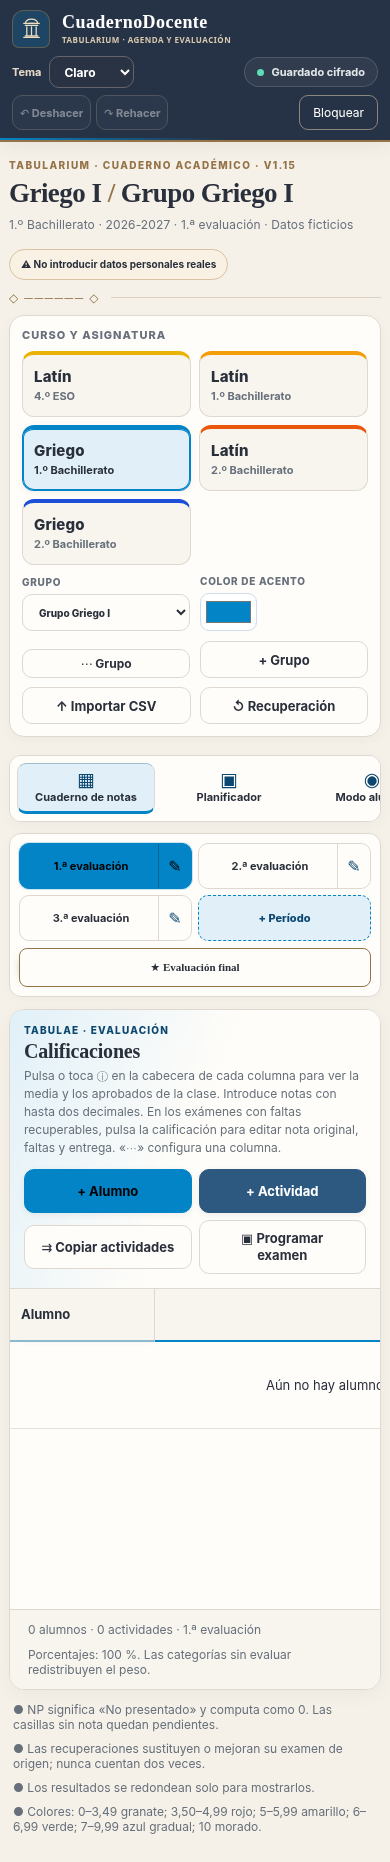 CuadernoDocente
TABULARIUM · AGENDA Y EVALUACIÓN
Tema Claro
Guardado cifrado
↶ Deshacer
↷ Rehacer
Bloquear
TABULARIUM · CUADERNO ACADÉMICO · V1.15
Griego I / Grupo Griego I
1.º Bachillerato · 2026-2027 · 1.ª evaluación · Datos ficticios
⚠ No introducir datos personales reales
CURSO Y ASIGNATURA
Latín
4.º ESO
Latín
1.º Bachillerato
Griego
1.º Bachillerato
Latín
2.º Bachillerato
Griego
2.º Bachillerato
GRUPO
Grupo Griego I
COLOR DE ACENTO
··· Grupo
+ Grupo
↑ Importar CSV
↺ Recuperación
Cuaderno de notas
Planificador
Modo alu
1.ª evaluación
2.ª evaluación
3.ª evaluación
+ Período
★ Evaluación final
TABULAE · EVALUACIÓN
Calificaciones
Pulsa o toca ⓘ en la cabecera de cada columna para ver la
media y los aprobados de la clase. Introduce notas con
hasta dos decimales. En los exámenes con faltas
recuperables, pulsa la calificación para editar nota original,
faltas y entrega. «···» configura una columna.
+ Alumno
+ Actividad
⇉ Copiar actividades
▣ Programar
examen
Alumno
Aún no hay alumno
0 alumnos · 0 actividades · 1.ª evaluación
Porcentajes: 100 %. Las categorías sin evaluar
redistribuyen el peso.
● NP significa «No presentado» y computa como 0. Las
casillas sin nota quedan pendientes.
● Las recuperaciones sustituyen o mejoran su examen de
origen; nunca cuentan dos veces.
● Los resultados se redondean solo para mostrarlos.
● Colores: 0–3,49 granate; 3,50–4,99 rojo; 5–5,99 amarillo; 6–
6,99 verde; 7–9,99 azul gradual; 10 morado.